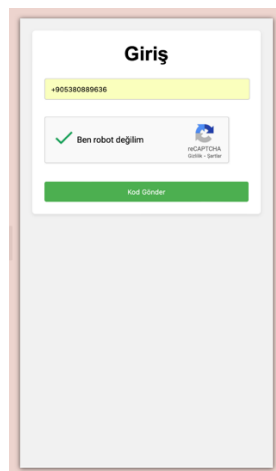 Giriş
+905380889636
Ben robot değilim
reCAPTCHA
Gizlilik - Şartlar
Kod Gönder